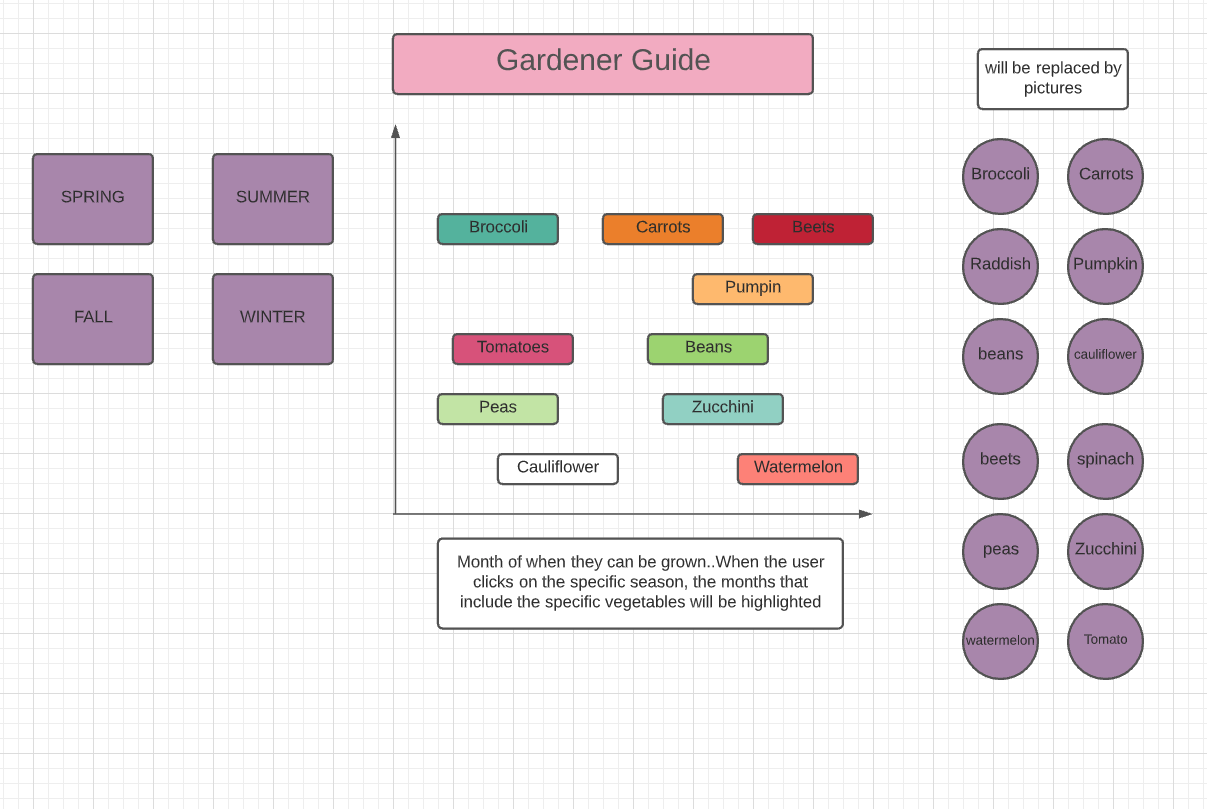 Gardener Guide
will be replaced by
pictures
SPRING
SUMMER
FALL
WINTER
Broccoli
Carrots
Beets
Pumpin
Tomatoes
Beans
Peas
Zucchini
Cauliflower
Watermelon
Month of when they can be grown..When the user
clicks on the specific season, the months that
include the specific vegetables will be highlighted
Broccoli
Carrots
Raddish
Pumpkin
beans
cauliflower
beets
spinach
peas
Zucchini
watermelon
Tomato